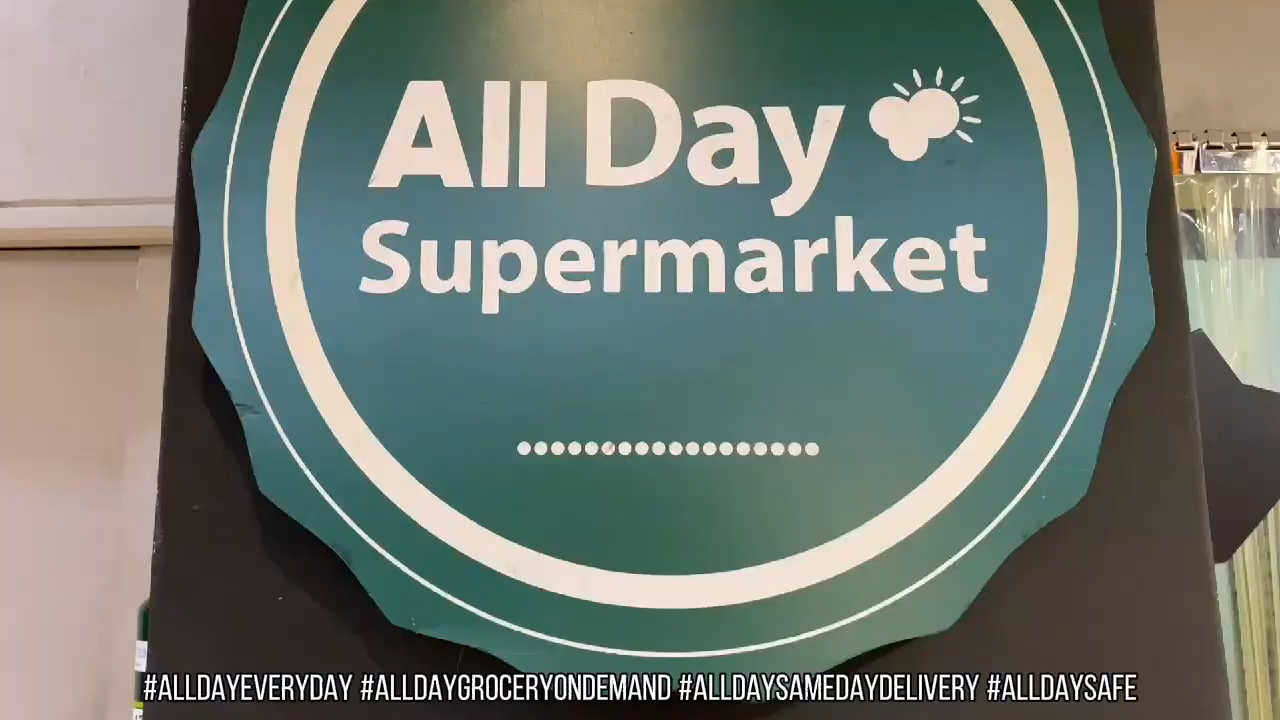 All Day
Supermarket
#ALLDAYEVERYDAY #ALLDAYGROCERYONDEMAND #ALLDAYSAMEDAYDELIVERY #ALLDAYSAFE